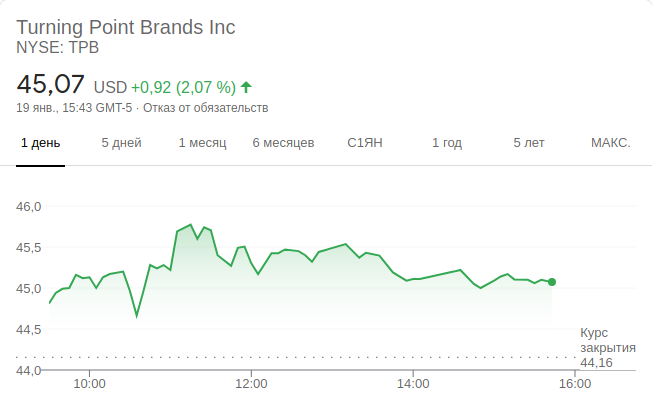 Turning Point Brands Inc
NYSE: TPB
45,07 USD +0,92 (2,07 %)
19 янв., 15:43 GMT-5 · Отказ от обязательств
1 день 5 дней 1 месяц 6 месяцев С1ЯН 1 год 5 лет МАКС.
46,0
45,5
45,0
44,5
Курс
закрытия
44,16
44,0
10:00 12:00 14:00 16:00